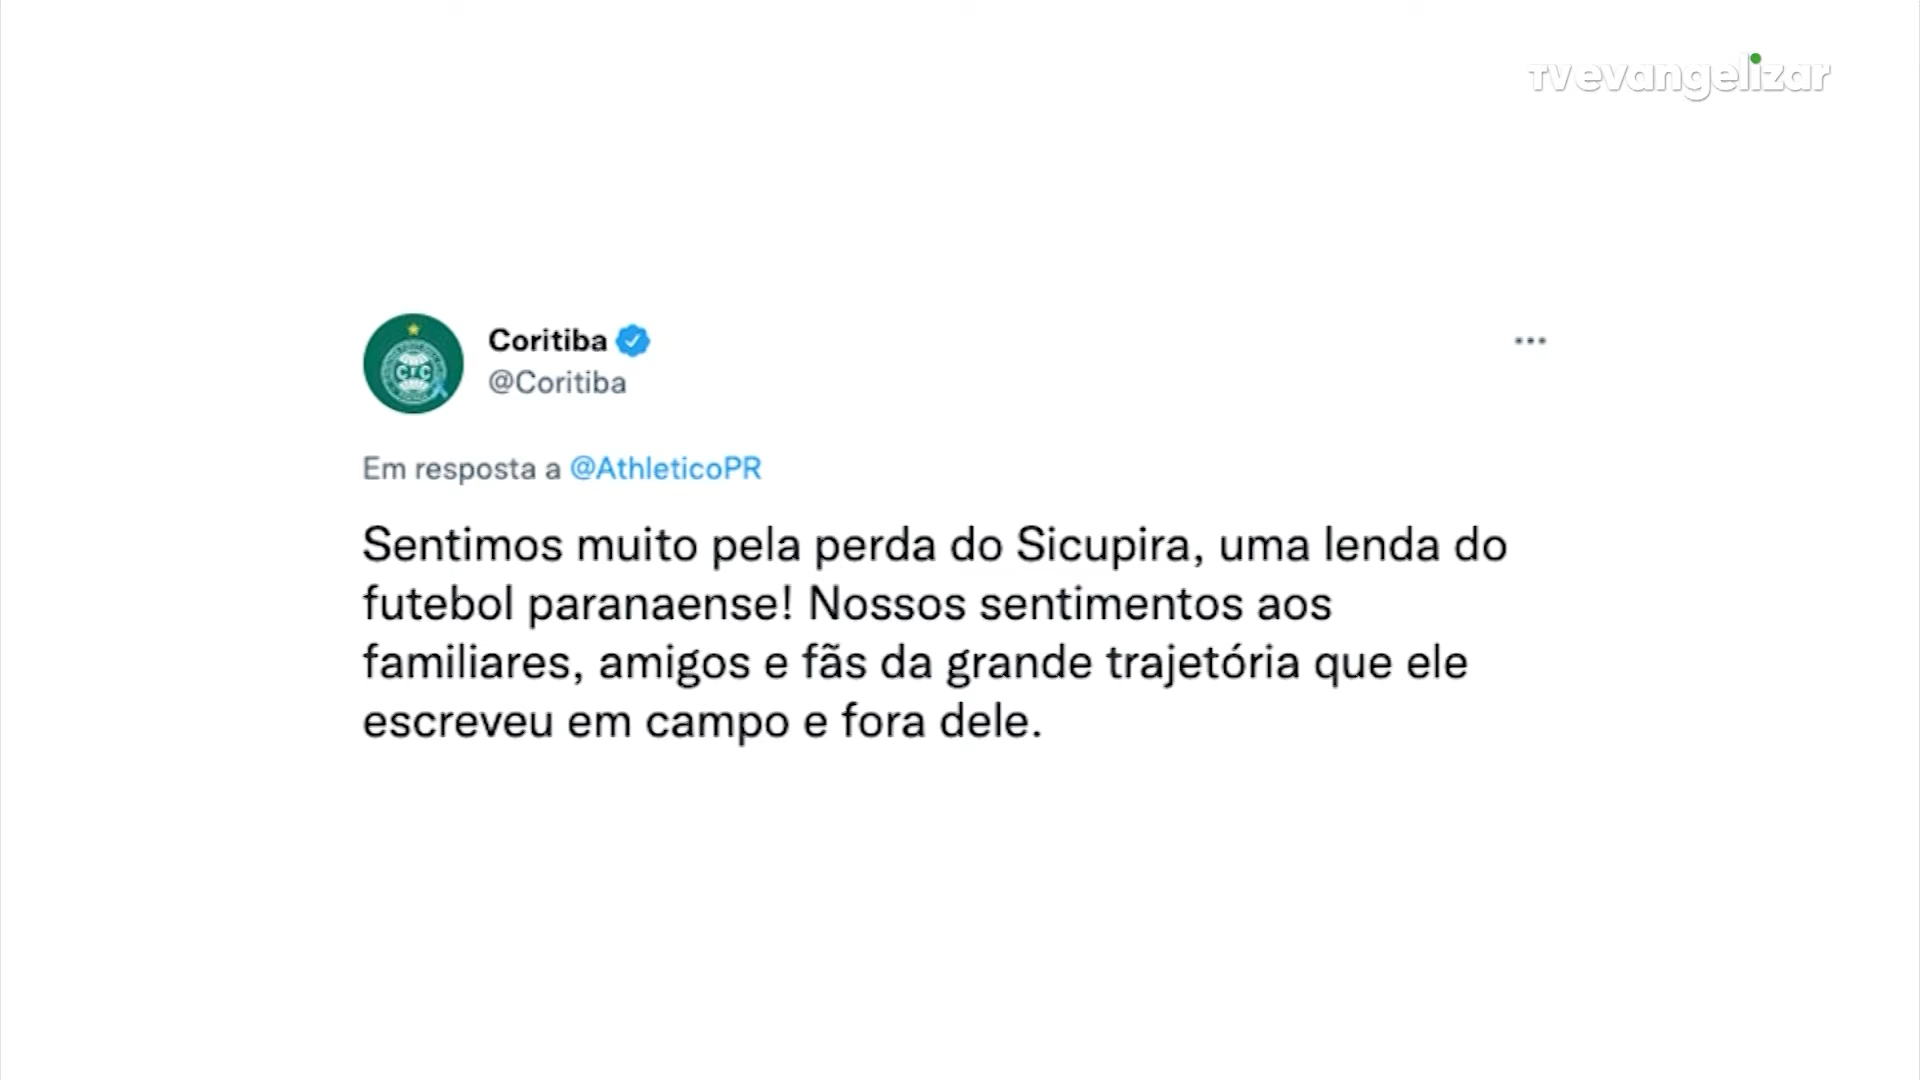 tvevangelizar
Coritiba
@Coritiba
Em resposta a @AthleticoPR
Sentimos muito pela perda do Sicupira, uma lenda do
futebol paranaense! Nossos sentimentos aos
familiares, amigos e fãs da grande trajetória que ele
escreveu em campo e fora dele.
CFC